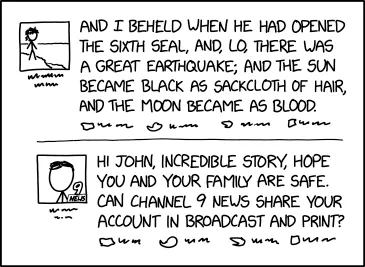 AND I BEHELD WHEN HE HAD OPENED
THE SIXTH SEAL, AND, LO, THERE WAS
A GREAT EARTHQUAKE; AND THE SUN
BECAME BLACK AS SACKCLOTH OF HAIR,
AND THE MOON BECAME AS BLOOD.
9
NEWS
HI JOHN, INCREDIBLE STORY, HOPE
YOU AND YOUR FAMILY ARE SAFE.
CAN CHANNEL 9 NEWS SHARE YOUR
ACCOUNT IN BROADCAST AND PRINT?